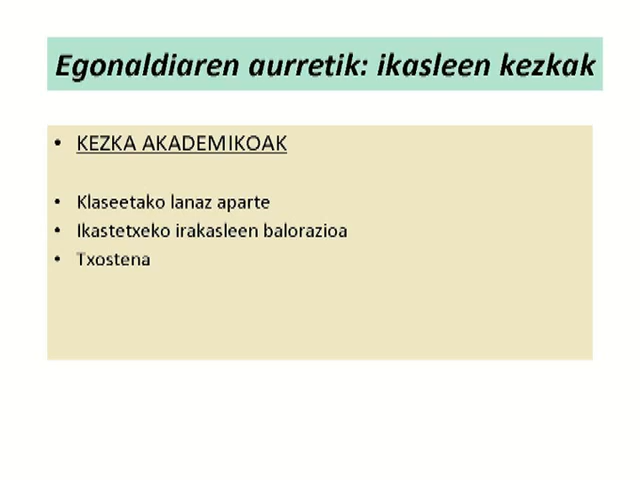 Egonaldiaren aurretik: ikasleen kezkak
• KEZKA AKADEMIKOAK
• Klaseetako lanaz aparte
• Ikastetxeko irakasleen balorazioa
• Txostena